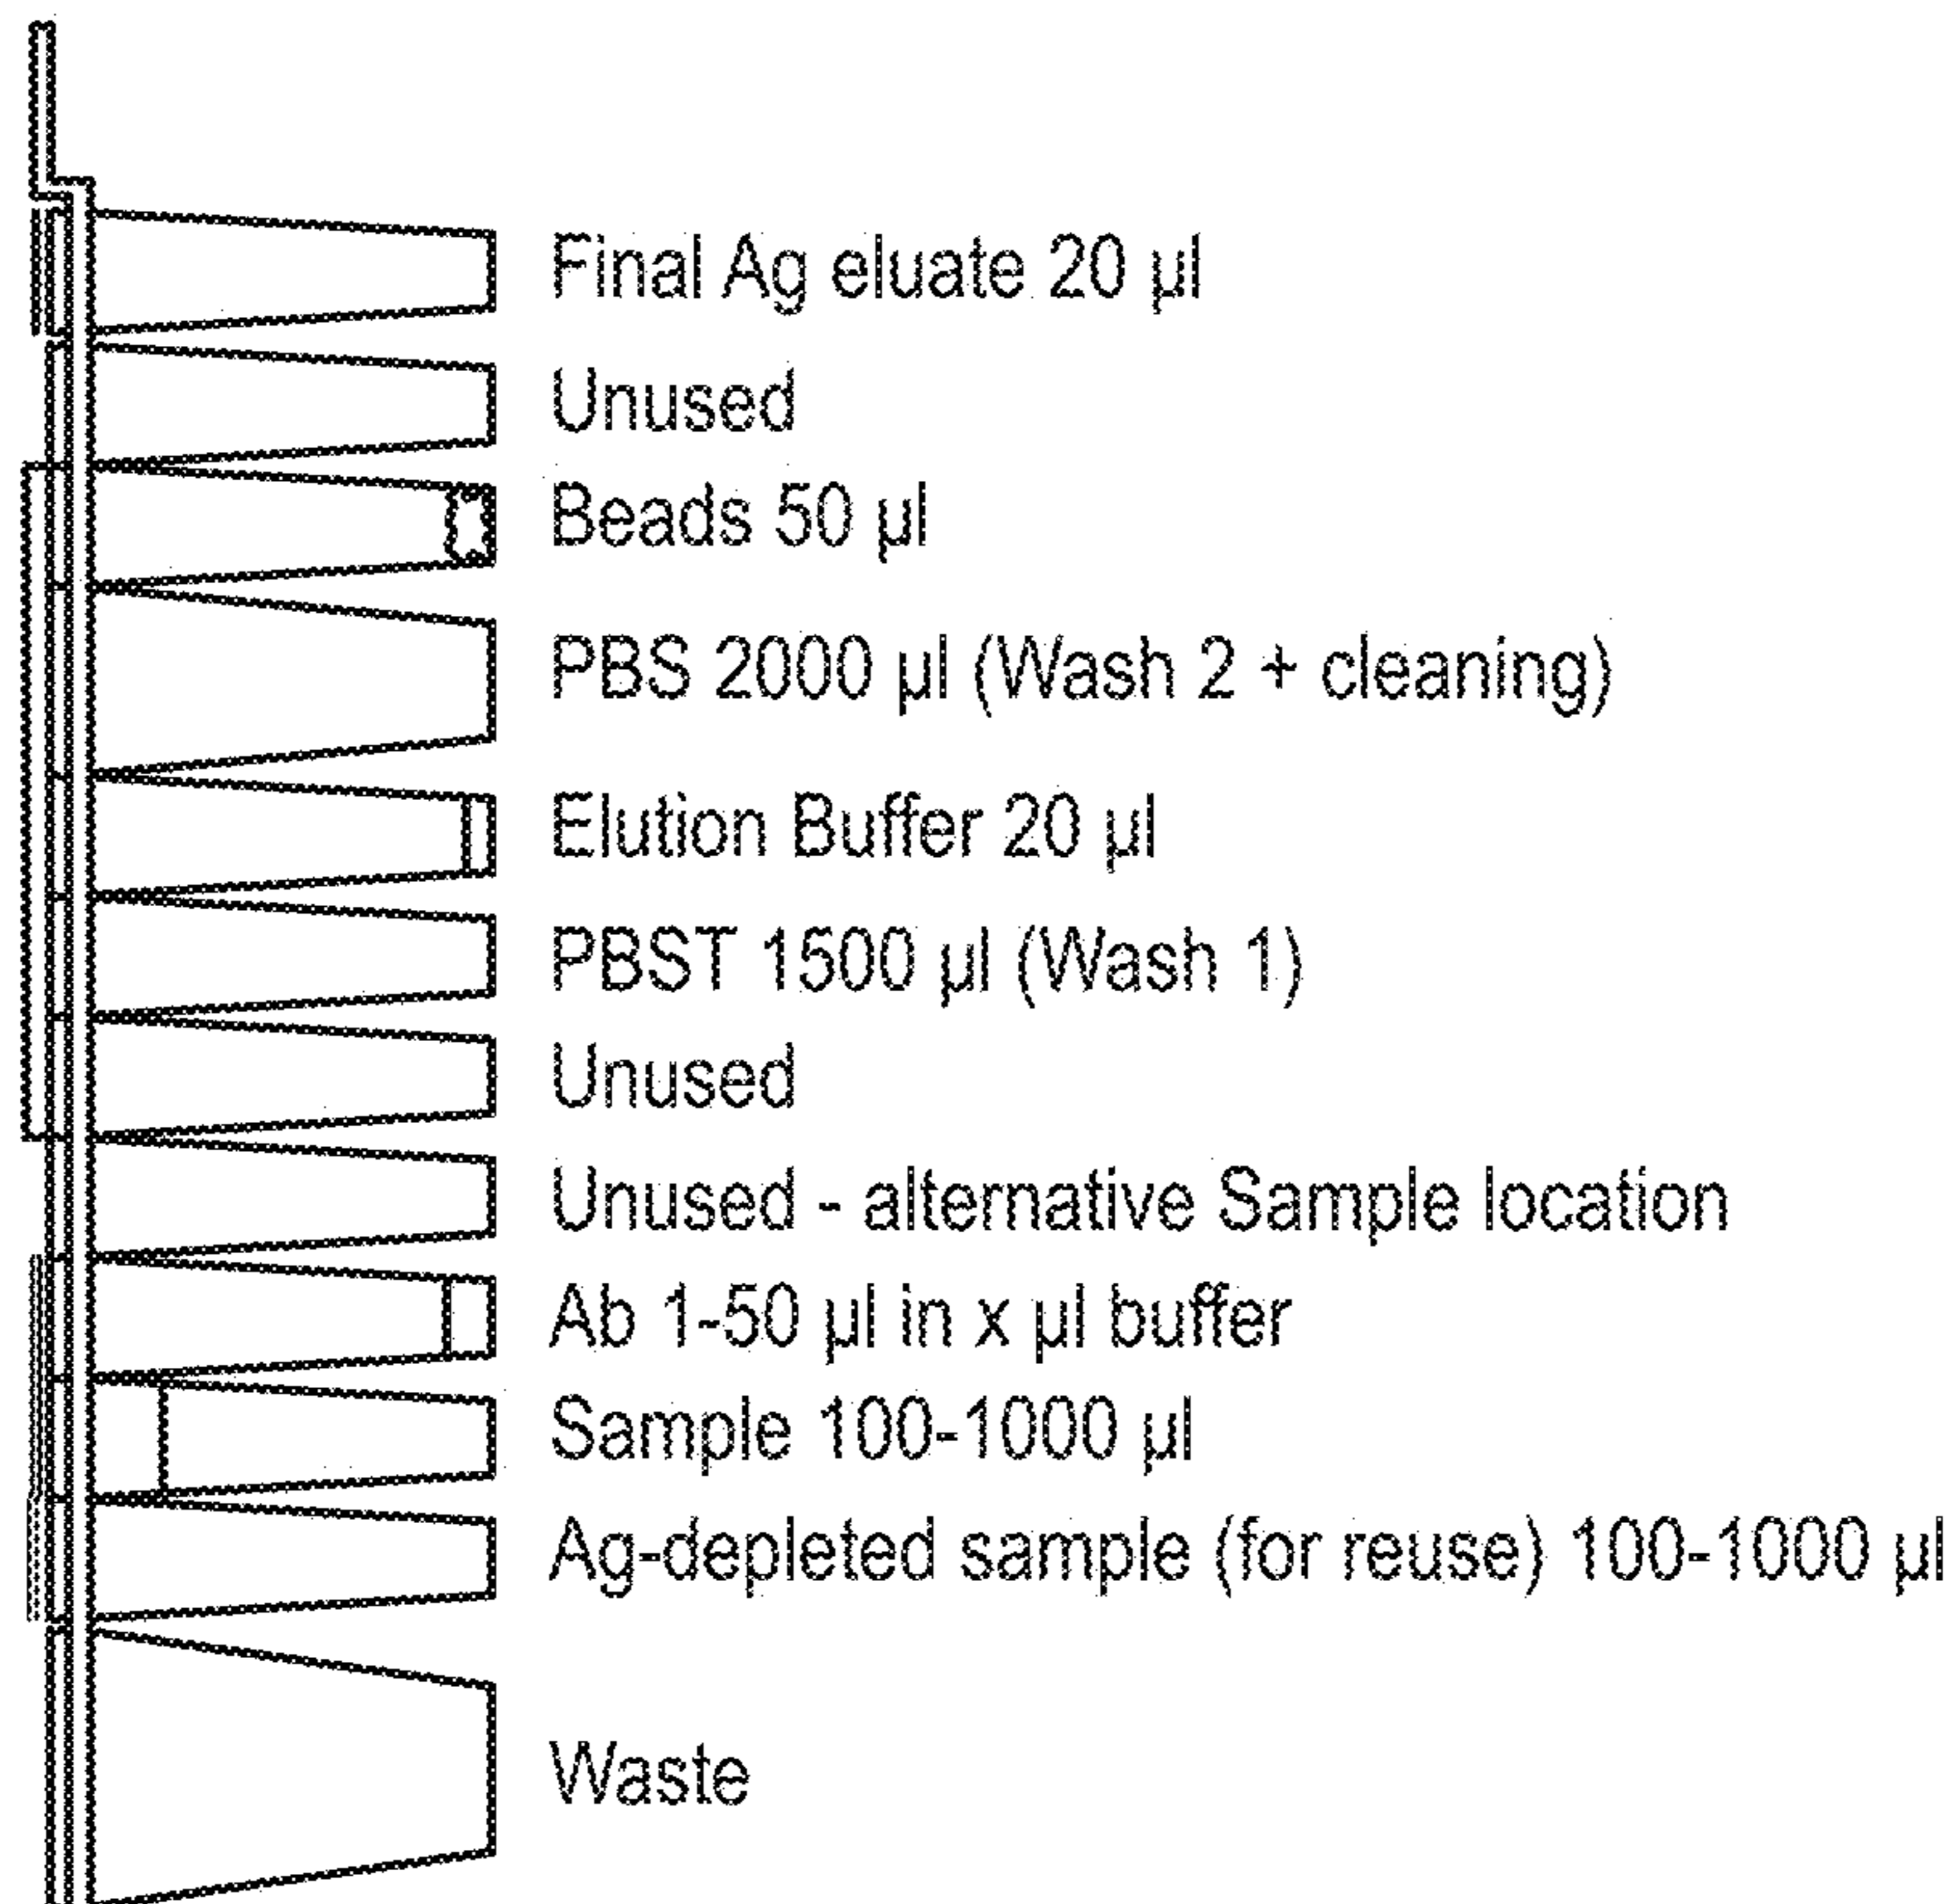 Final Ag eluate 20 µl
Unused
Beads 50 µl
PBS 2000 µl (Wash 2 + cleaning)
Elution Buffer 20 µl
PBST 1500 µl (Wash 1)
Unused
Unused - alternative Sample location
Ab 1-50 µl in x µl buffer
Sample 100-1000 µl
Ag-depleted sample (for reuse) 100-1000 µl
Waste